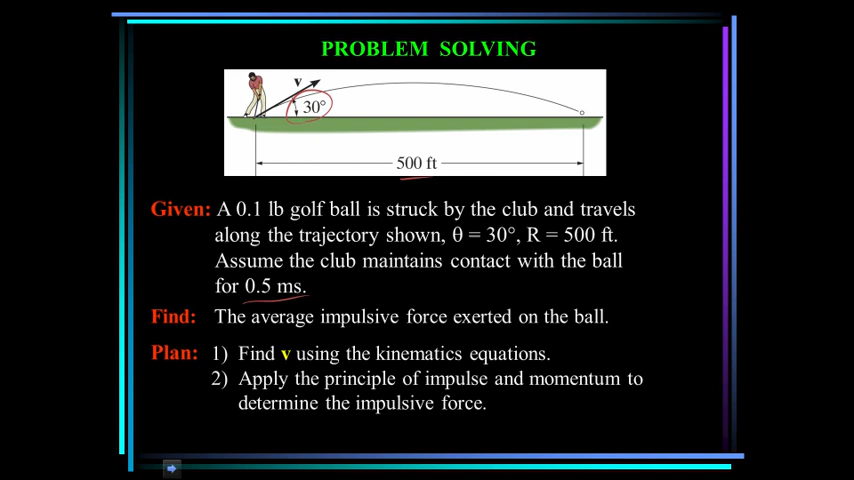 PROBLEM SOLVING
v
30°
500 ft
Given: A 0.1 lb golf ball is struck by the club and travels
along the trajectory shown, θ = 30°, R = 500 ft.
Assume the club maintains contact with the ball
for 0.5 ms.
Find: The average impulsive force exerted on the ball.
Plan: 1) Find v using the kinematics equations.
2) Apply the principle of impulse and momentum to
determine the impulsive force.